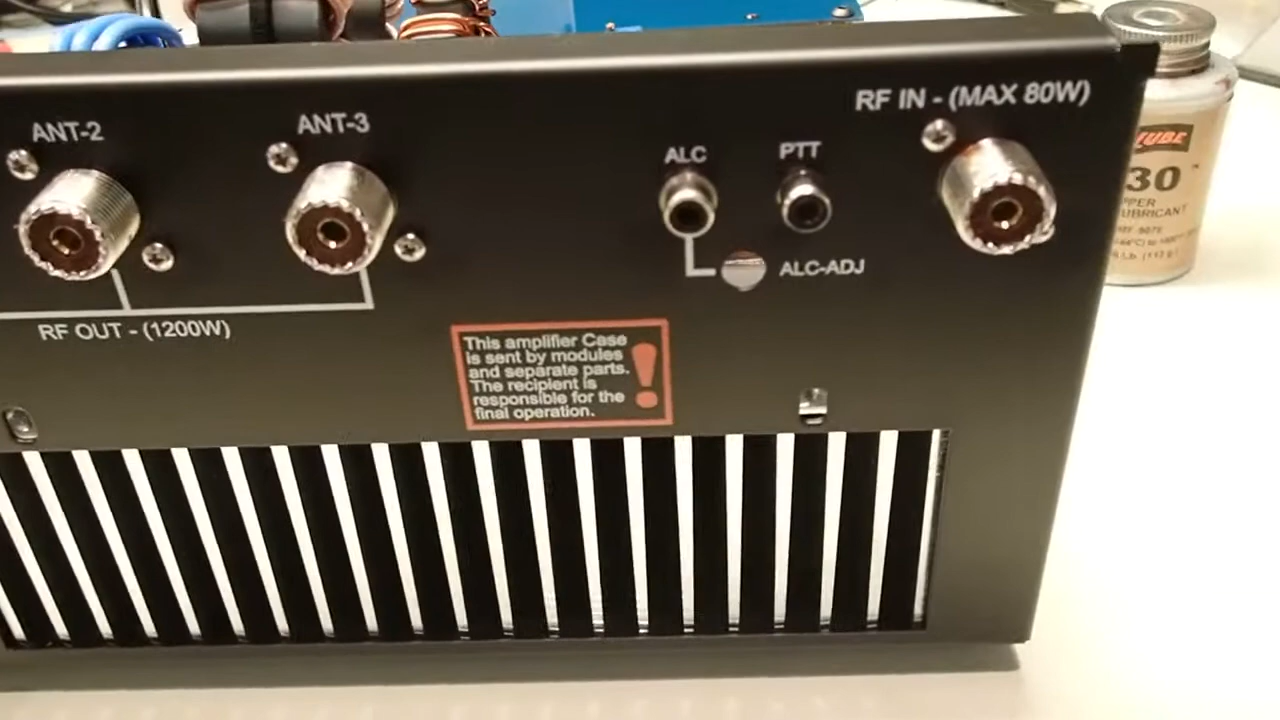 ANT-2
ANT-3
ALC
PTT
RF IN - (MAX 80W)
ALC-ADJ
RF OUT - (1200W)
This amplifier Case
is sent by modules
and separate parts.
The recipient is
responsible for the
final operation.
!
LUBE
30
PPER
UBRICANT